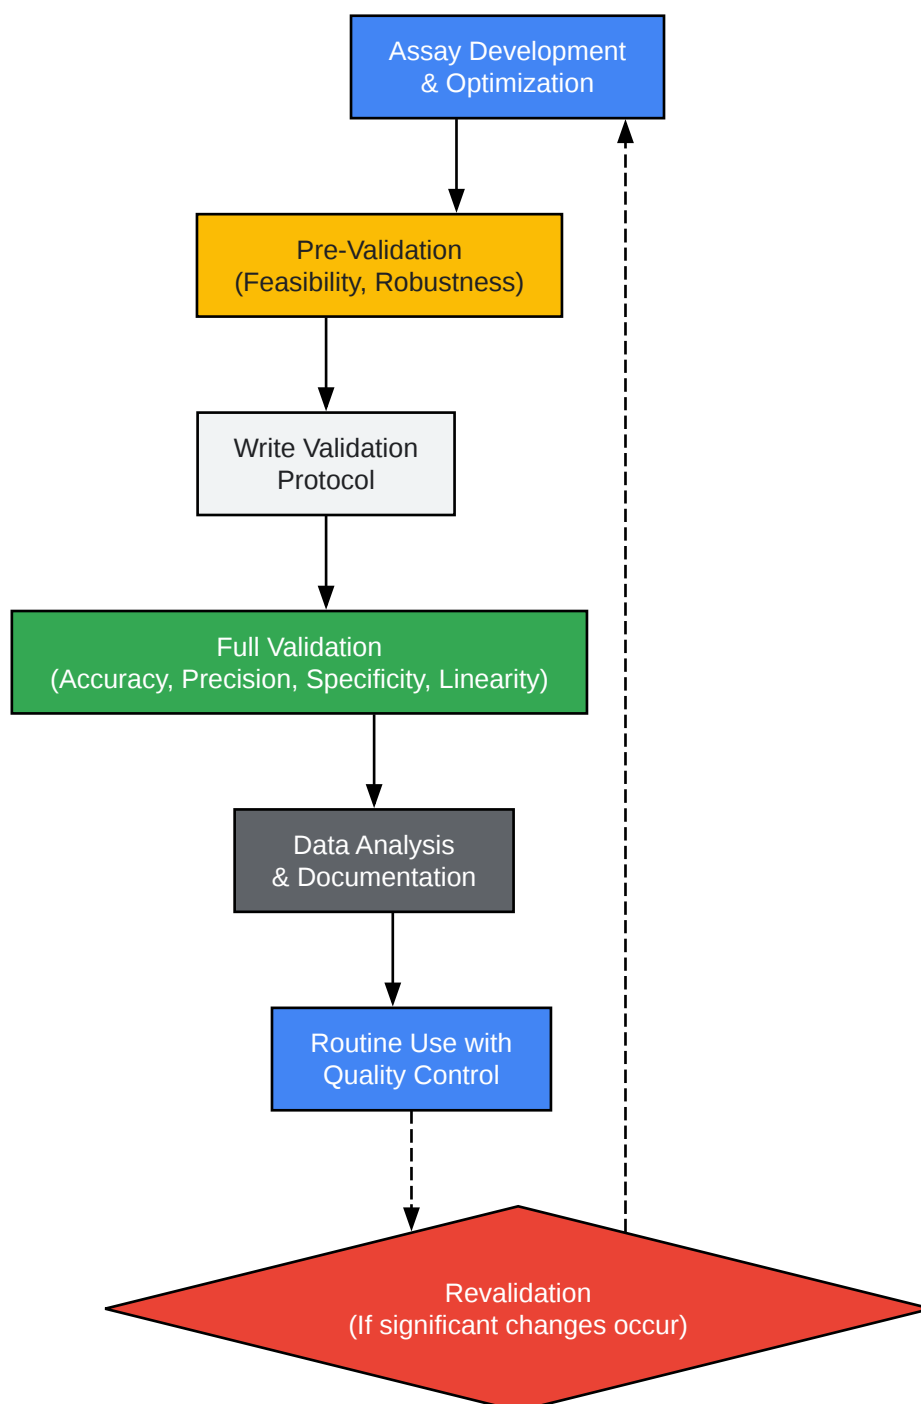 Assay Development
& Optimization
Pre-Validation
(Feasibility, Robustness)
Write Validation
Protocol
Full Validation
(Accuracy, Precision, Specificity, Linearity)
Data Analysis
& Documentation
Routine Use with
Quality Control
Revalidation
(If significant changes occur)